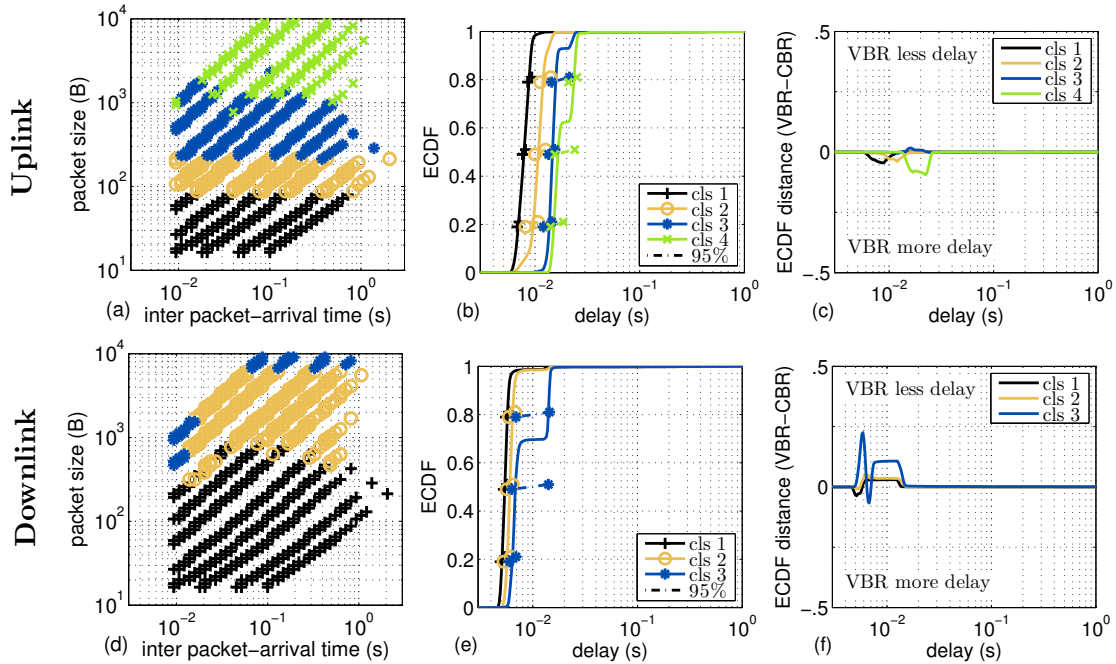 Uplink
packet size (B)
10^4
10^3
10^2
10^1
10^-2 10^-1 10^0
(a) inter packet-arrival time (s)
ECDF
1
0.8
0.6
0.4
0.2
0
cls 1
cls 2
cls 3
cls 4
95%
10^-2 10^-1 10^0
(b) delay (s)
ECDF distance (VBR-CBR)
.5
0
-.5
VBR less delay
cls 1
cls 2
cls 3
cls 4
VBR more delay
10^-2 10^-1 10^0
(c) delay (s)
Downlink
packet size (B)
10^4
10^3
10^2
10^1
10^-2 10^-1 10^0
(d) inter packet-arrival time (s)
ECDF
1
0.8
0.6
0.4
0.2
0
cls 1
cls 2
cls 3
95%
10^-2 10^-1 10^0
(e) delay (s)
ECDF distance (VBR-CBR)
.5
0
-.5
VBR less delay
cls 1
cls 2
cls 3
VBR more delay
10^-2 10^-1 10^0
(f) delay (s)